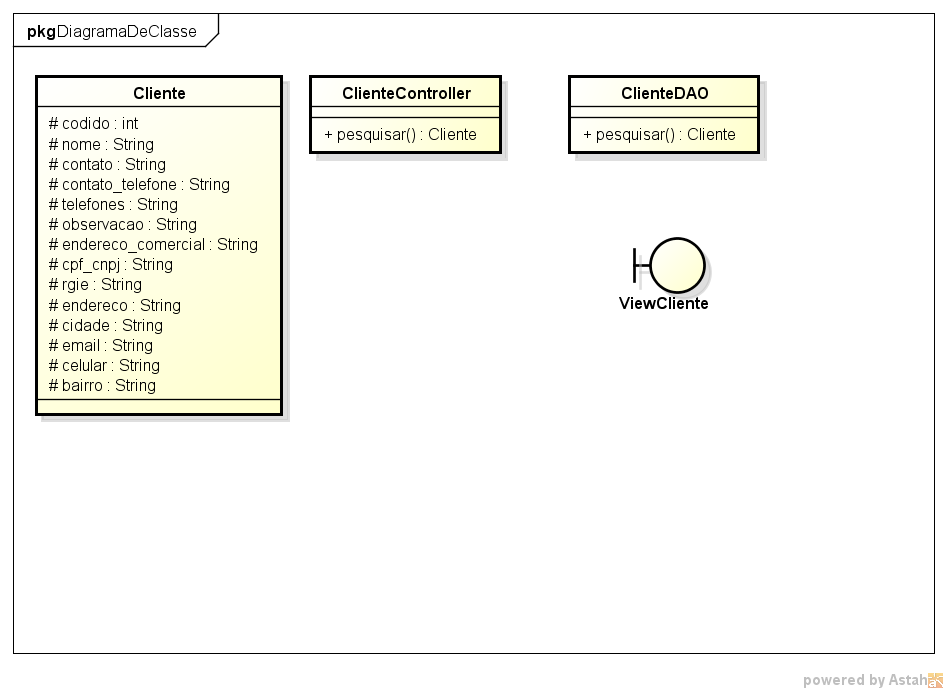 pkg DiagramaDeClasse
Cliente
# codido : int
# nome : String
# contato : String
# contato_telefone : String
# telefones : String
# observacao : String
# endereco_comercial : String
# cpf_cnpj : String
# rgie : String
# endereco : String
# cidade : String
# email : String
# celular : String
# bairro : String
ClienteController
+ pesquisar() : Cliente
ClienteDAO
+ pesquisar() : Cliente
ViewCliente
powered by Astah